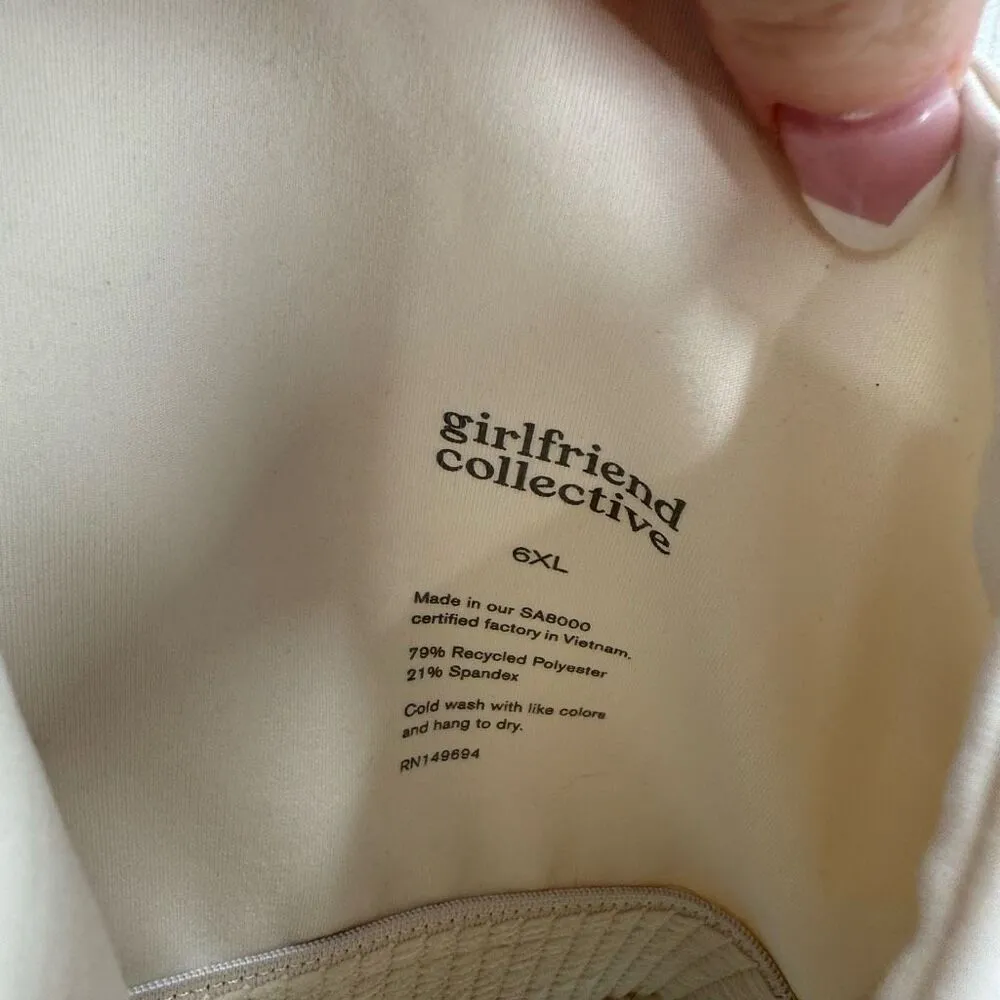 girlfriend
collective
6XL
Made in our SA8000
certified factory in Vietnam.
79% Recycled Polyester
21% Spandex
Cold wash with like colors
and hang to dry.
RN149694